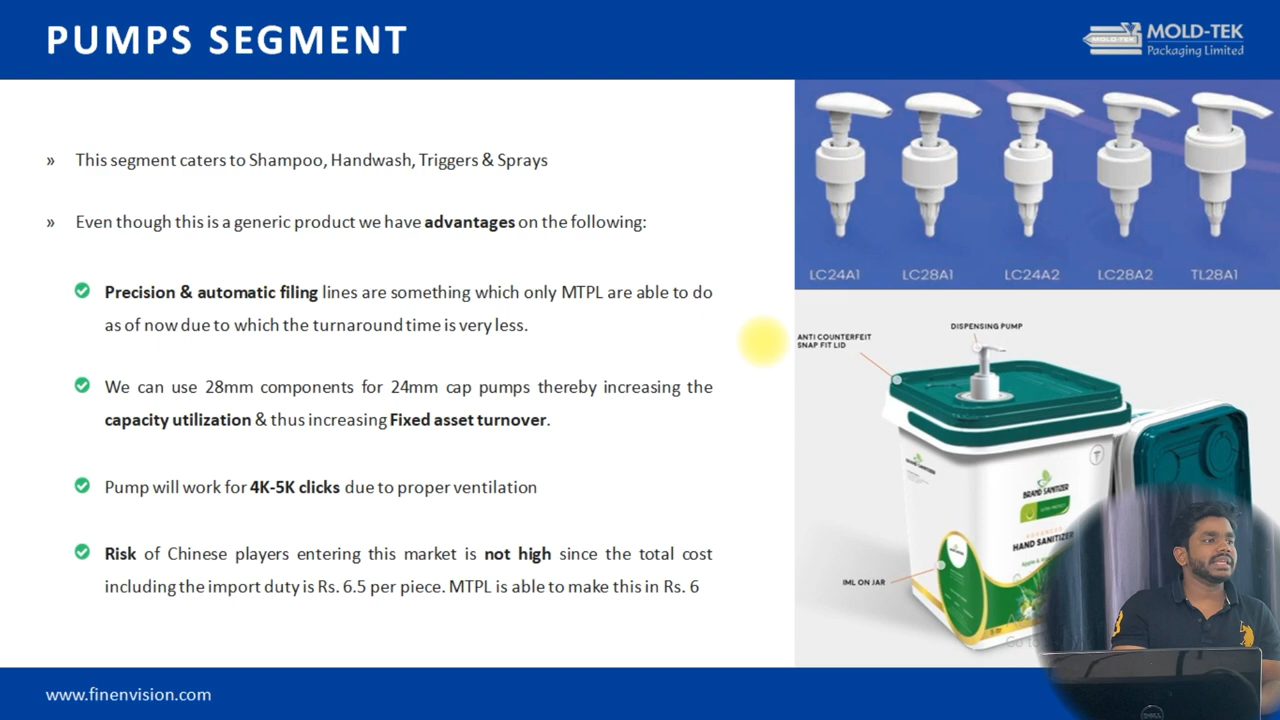 PUMPS SEGMENT
MOLD-TEK
Packaging Limited
» This segment caters to Shampoo, Handwash, Triggers & Sprays
» Even though this is a generic product we have advantages on the following:
Precision & automatic filing lines are something which only MTPL are able to do
as of now due to which the turnaround time is very less.
We can use 28mm components for 24mm cap pumps thereby increasing the
capacity utilization & thus increasing Fixed asset turnover.
Pump will work for 4K-5K clicks due to proper ventilation
Risk of Chinese players entering this market is not high since the total cost
including the import duty is Rs. 6.5 per piece. MTPL is able to make this in Rs. 6
LC24A1 LC28A1 LC24A2 LC28A2 TL28A1
DISPENSING PUMP
ANTI COUNTERFEIT
SNAP FIT LID
BRAND SANITIZER
BRAND SANITIZER
ADVANCED
HAND SANITIZER
IML ON JAR
DELL
www.finenvision.com